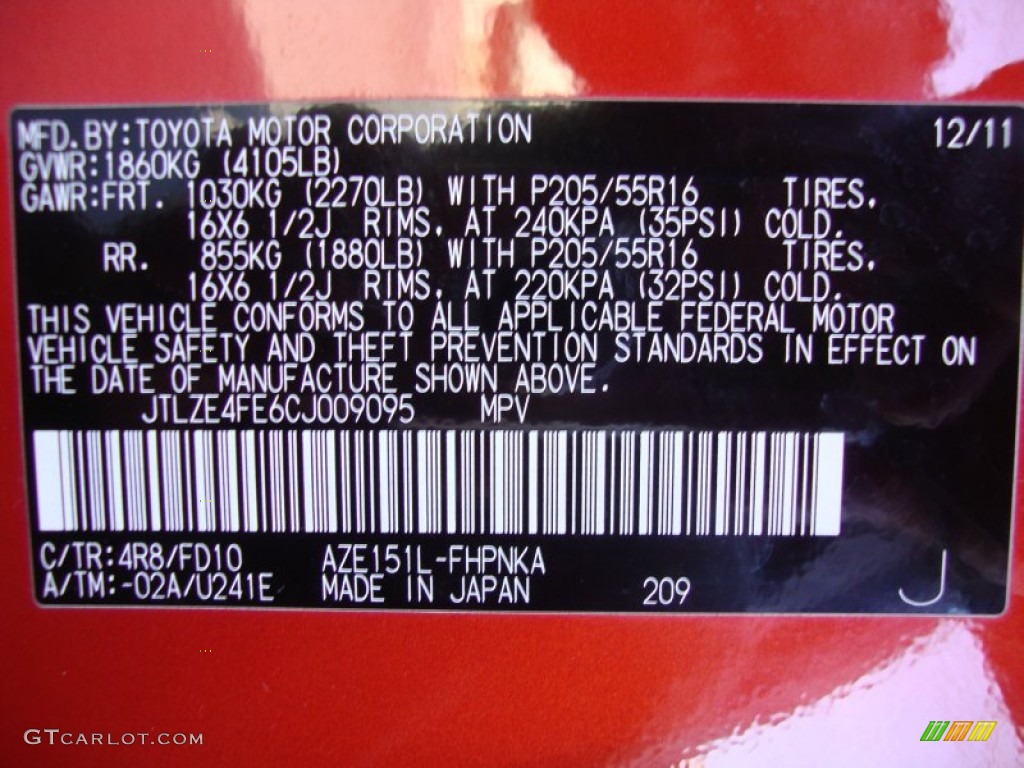 MFD.BY:TOYOTA MOTOR CORPORATION 12/11
GVWR:1860KG (4105LB)
GAWR:FRT. 1030KG (2270LB) WITH P205/55R16 TIRES.
16X6 1/2J RIMS. AT 240KPA (35PSI) COLD.
RR. 855KG (1880LB) WITH P205/55R16 TIRES.
16X6 1/2J RIMS. AT 220KPA (32PSI) COLD.
THIS VEHICLE CONFORMS TO ALL APPLICABLE FEDERAL MOTOR
VEHICLE SAFETY AND THEFT PREVENTION STANDARDS IN EFFECT ON
THE DATE OF MANUFACTURE SHOWN ABOVE.
JTLZE4FE6CJ009095 MPV
C/TR:4R8/FD10 AZE151L-FHPNKA
A/TM:-02A/U241E MADE IN JAPAN 209 J
GTCARLOT.COM